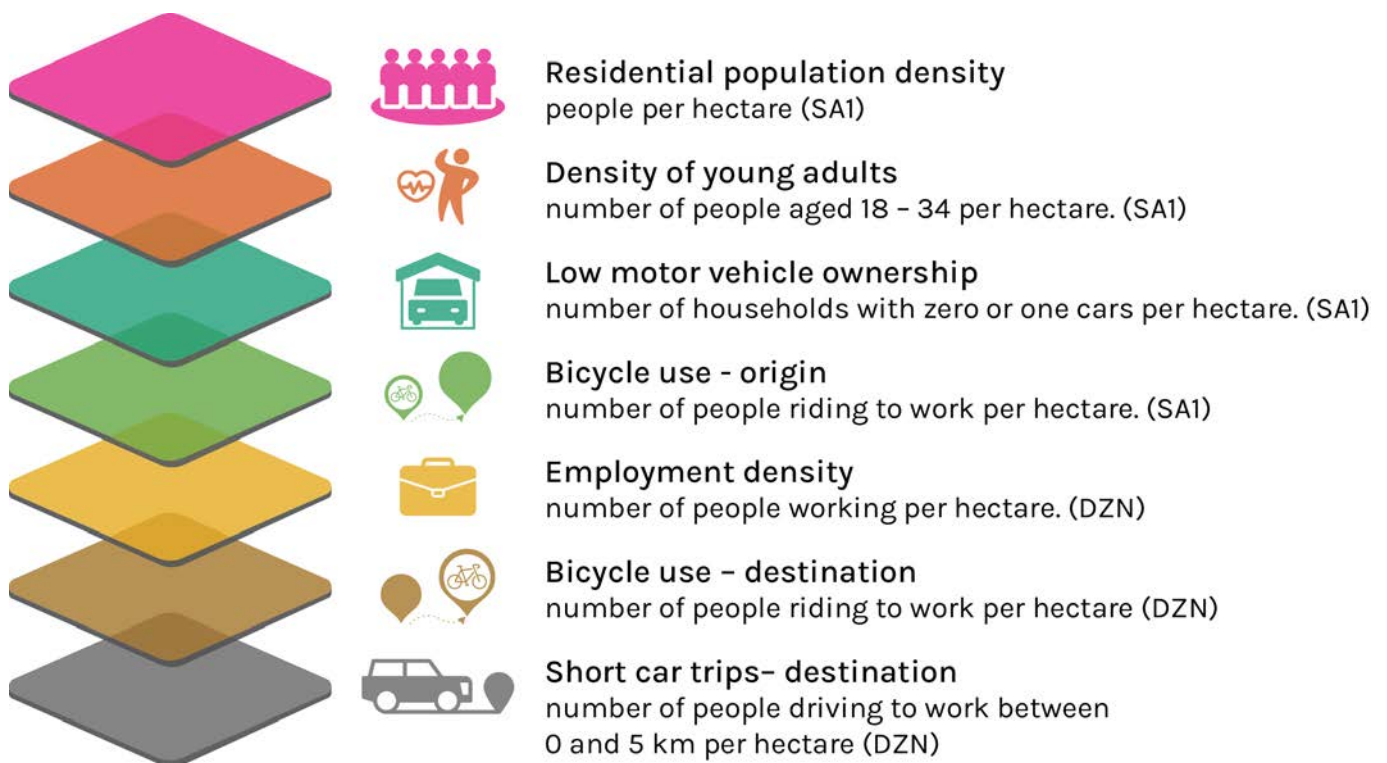 Residential population density
people per hectare (SA1)
Density of young adults
number of people aged 18 – 34 per hectare. (SA1)
Low motor vehicle ownership
number of households with zero or one cars per hectare. (SA1)
Bicycle use - origin
number of people riding to work per hectare. (SA1)
Employment density
number of people working per hectare. (DZN)
Bicycle use – destination
number of people riding to work per hectare (DZN)
Short car trips– destination
number of people driving to work between
0 and 5 km per hectare (DZN)